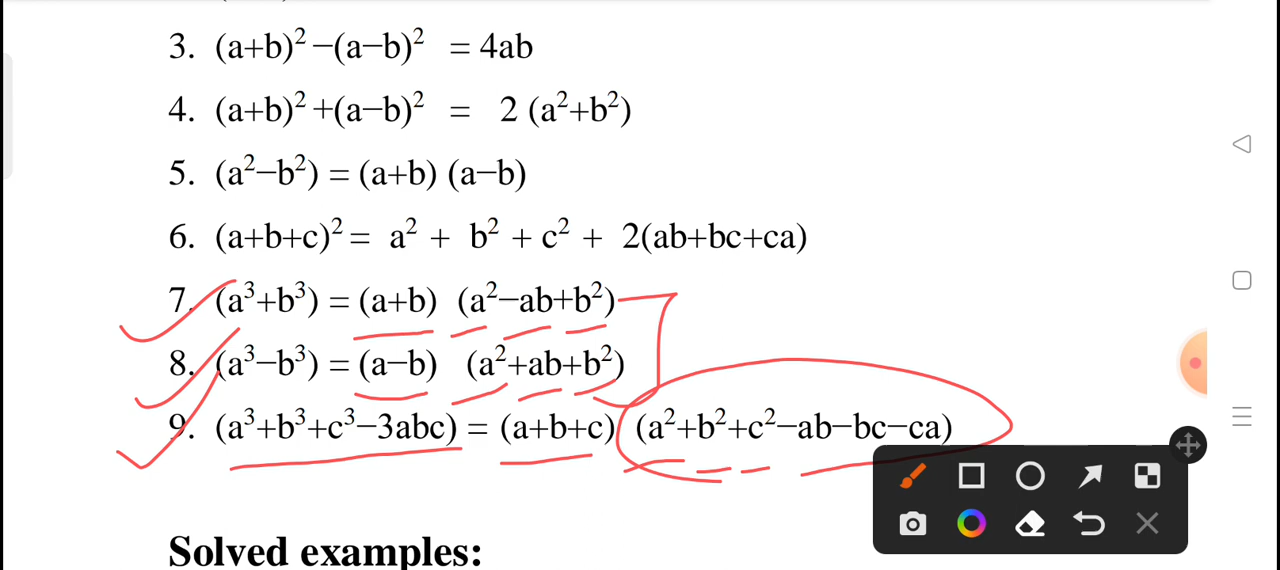 3. (a+b)² −(a−b)² = 4ab
4. (a+b)² +(a−b)² = 2 (a²+b²)
5. (a²−b²) = (a+b) (a−b)
6. (a+b+c)² = a² + b² + c² + 2(ab+bc+ca)
7. (a³+b³) = (a+b) (a²−ab+b²)
8. (a³−b³) = (a−b) (a²+ab+b²)
9. (a³+b³+c³−3abc) = (a+b+c) (a²+b²+c²−ab−bc−ca)
Solved examples: